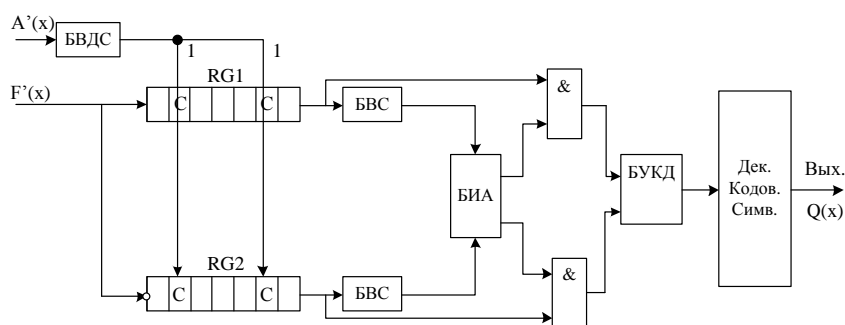 A'(x)
БВДС
1
1
RG1
F'(x)
С
С
БВС
&
БИА
БУКД
Дек.
Кодов.
Симв.
Вых.
Q(x)
RG2
С
С
БВС
&